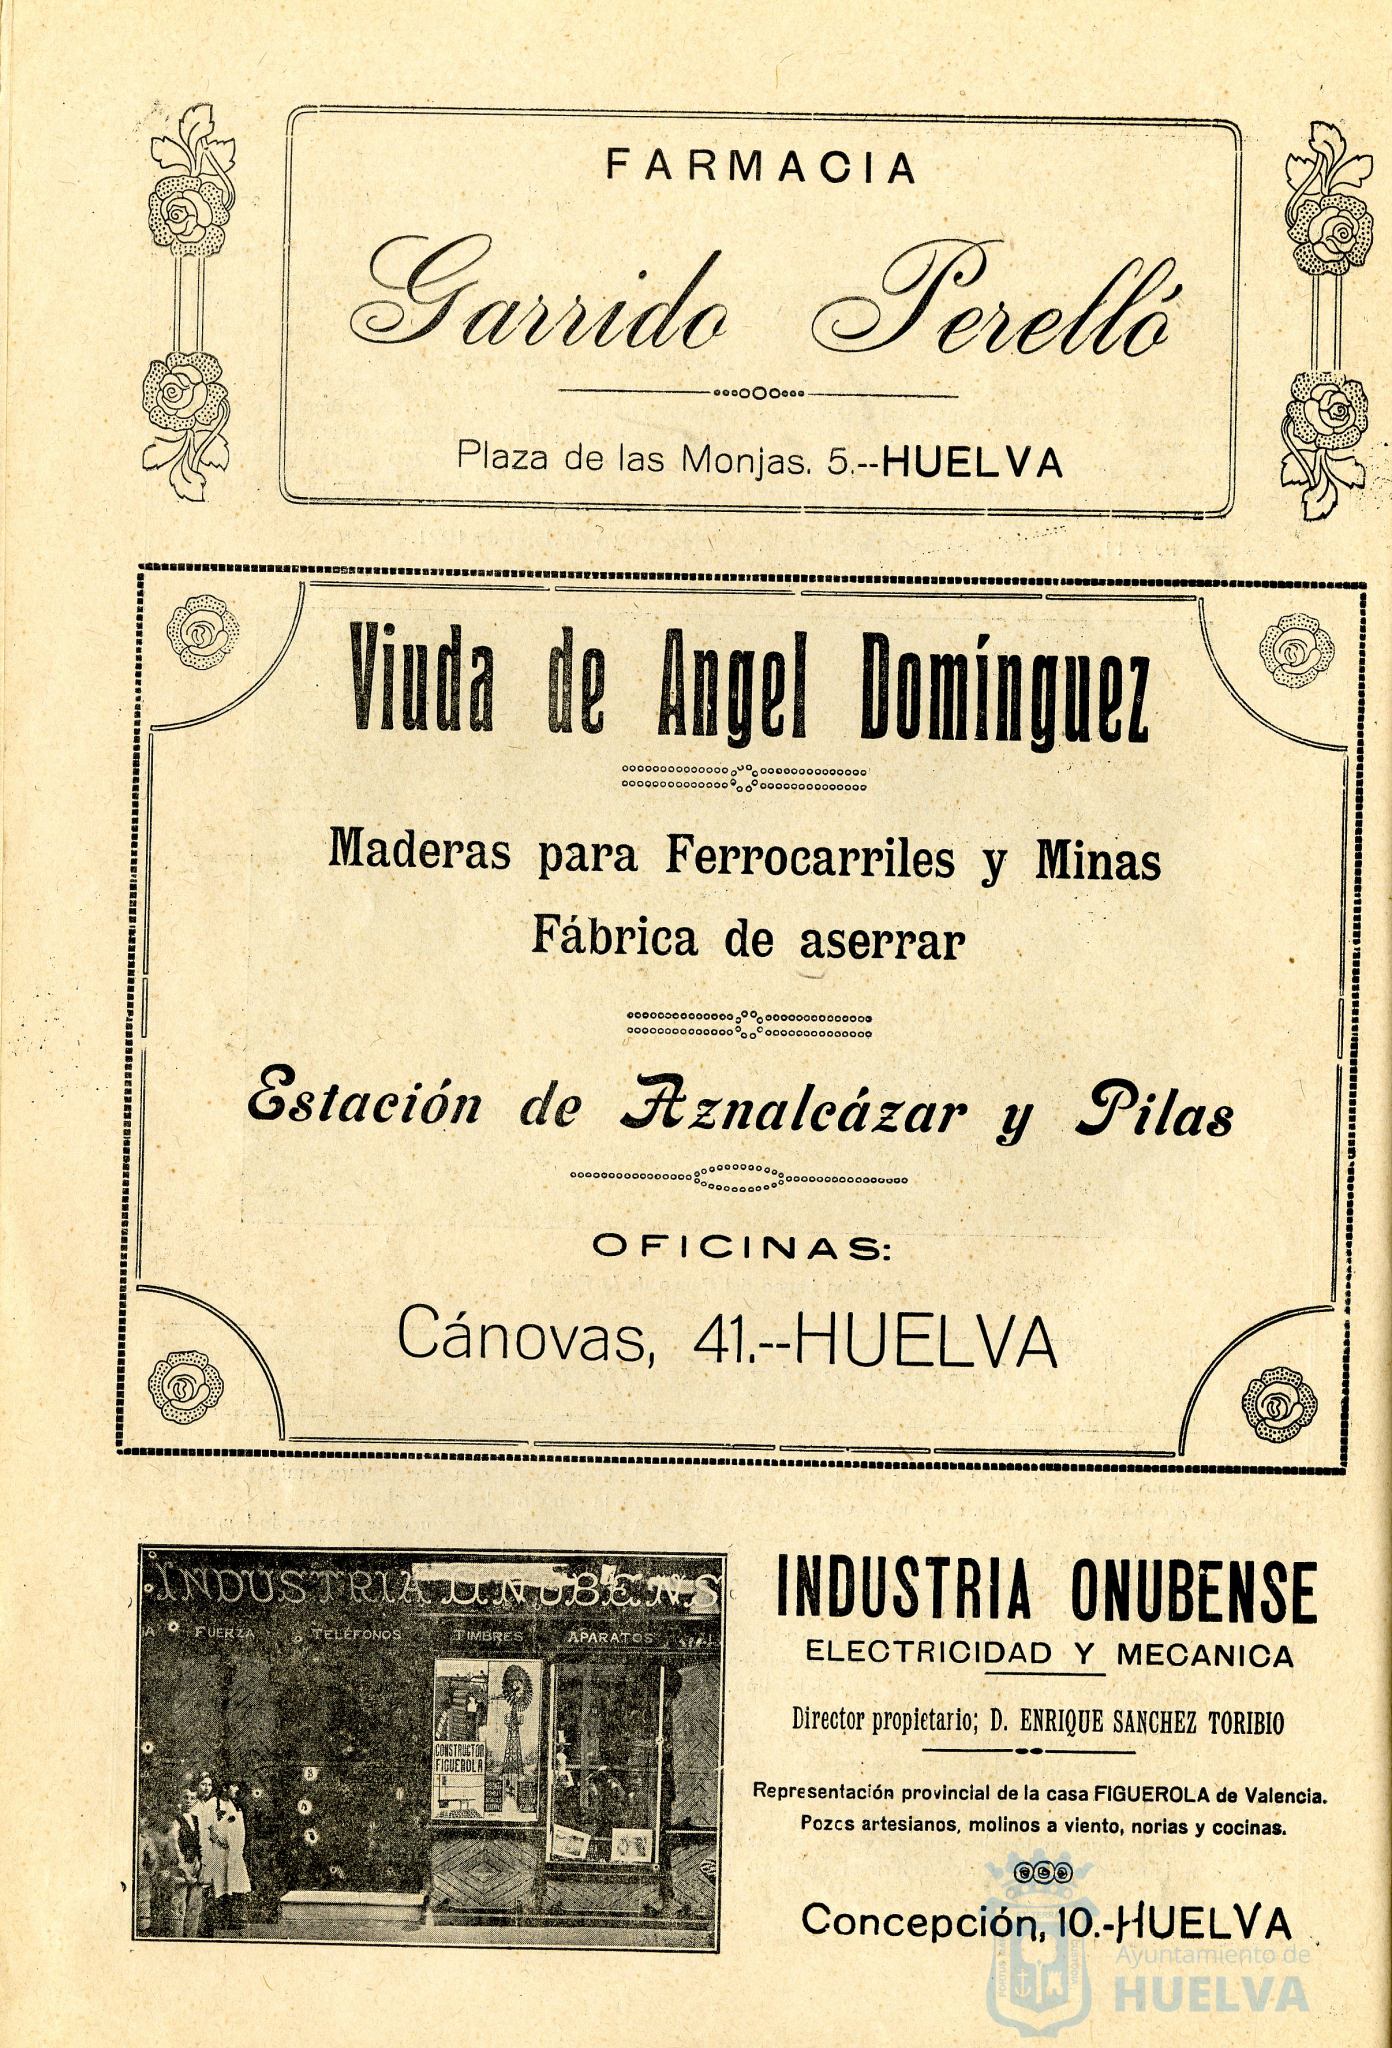 FARMACIA
Garrido Perelló
Plaza de las Monjas. 5.--HUELVA
Viuda de Angel Domínguez
Maderas para Ferrocarriles y Minas
Fábrica de aserrar
Estación de Aznalcázar y Pilas
OFICINAS:
Cánovas, 41.--HUELVA
INDUSTRIA ONUBENS
FUERZA TELÉFONOS TIMBRES APARATOS
CONSTRUCTOR
FIGUEROLA
INDUSTRIA ONUBENSE
ELECTRICIDAD Y MECANICA
Director propietario; D. ENRIQUE SANCHEZ TORIBIO
Representación provincial de la casa FIGUEROLA de Valencia.
Pozos artesianos, molinos a viento, norias y cocinas.
Concepción, 10.-HUELVA
Ayuntamiento de
HUELVA